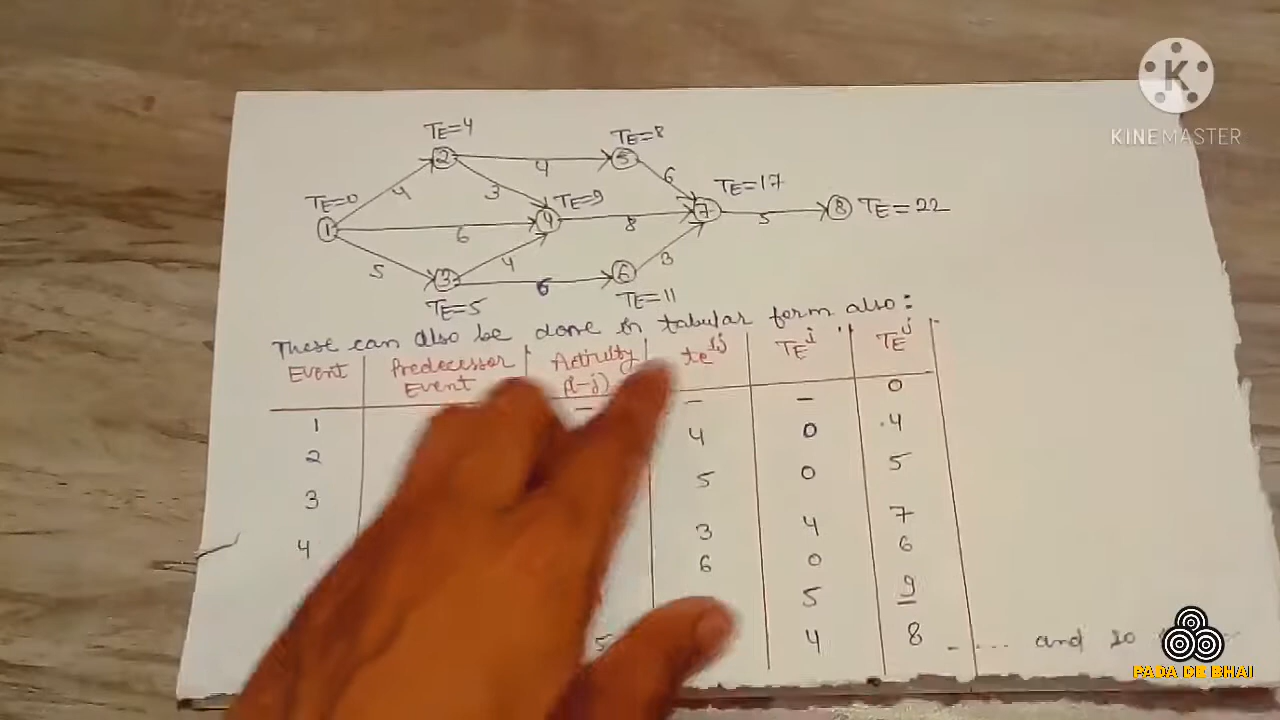 KINEMASTER
TE=4
TE=8
4
6
4
3
TE=0
TE=9
TE=17
1
2
5
4
7
8
TE=22
6
8
5
5
4
3
3
6
6
TE=5
TE=11
These can also be done in tabular form also:
Event Predecessor Event Activity (i-j) te^ij TE^i TE^j
1 – – – 0
2 4 0 4
3 5 0 5
4 3 4 7
6 0 6
5 9
5 4 8 ..... and so
PADA DE BHAI